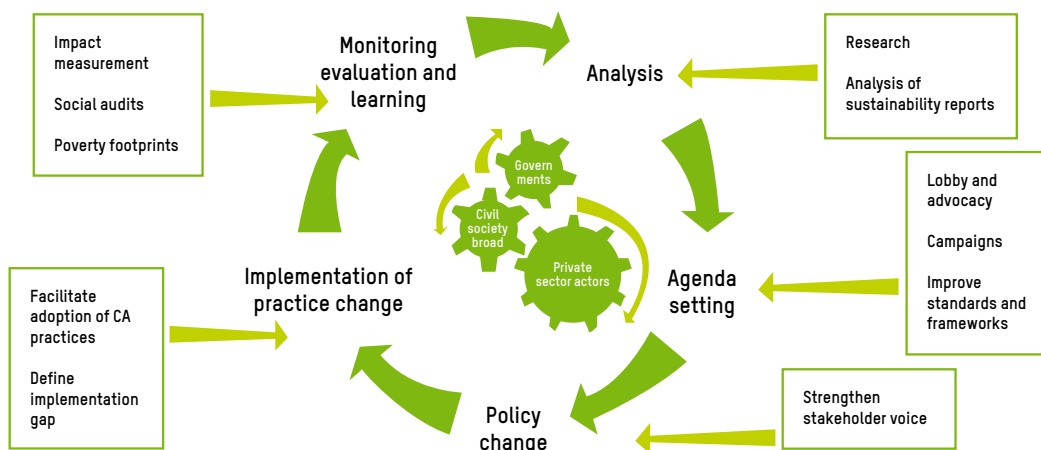 Impact
measurement
Social audits
Poverty footprints
Monitoring
evaluation and
learning
Analysis
Research
Analysis of
sustainability reports
Govern
ments
Civil
society
broad
Private
sector actors
Lobby and
advocacy
Campaigns
Improve
standards and
frameworks
Agenda
setting
Implementation of
practice change
Facilitate
adoption of CA
practices
Define
implementation
gap
Policy
change
Strengthen
stakeholder voice